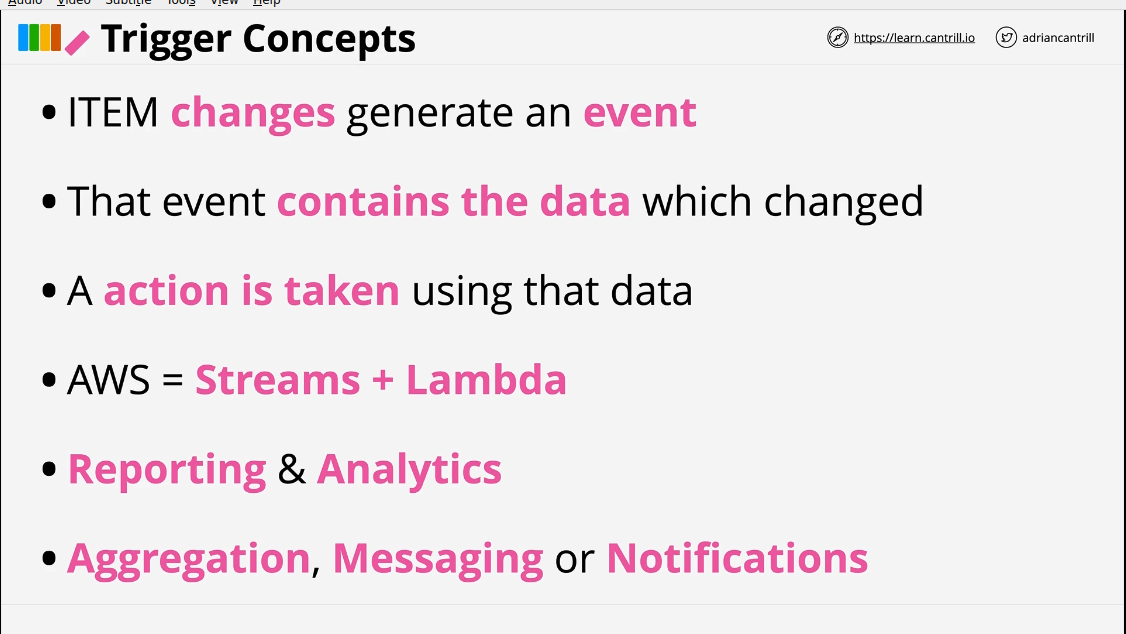 Audio Video Subtitle Tools View Help
Trigger Concepts
https://learn.cantrill.io adriancantrill
• ITEM changes generate an event
• That event contains the data which changed
• A action is taken using that data
• AWS = Streams + Lambda
• Reporting & Analytics
• Aggregation, Messaging or Notifications